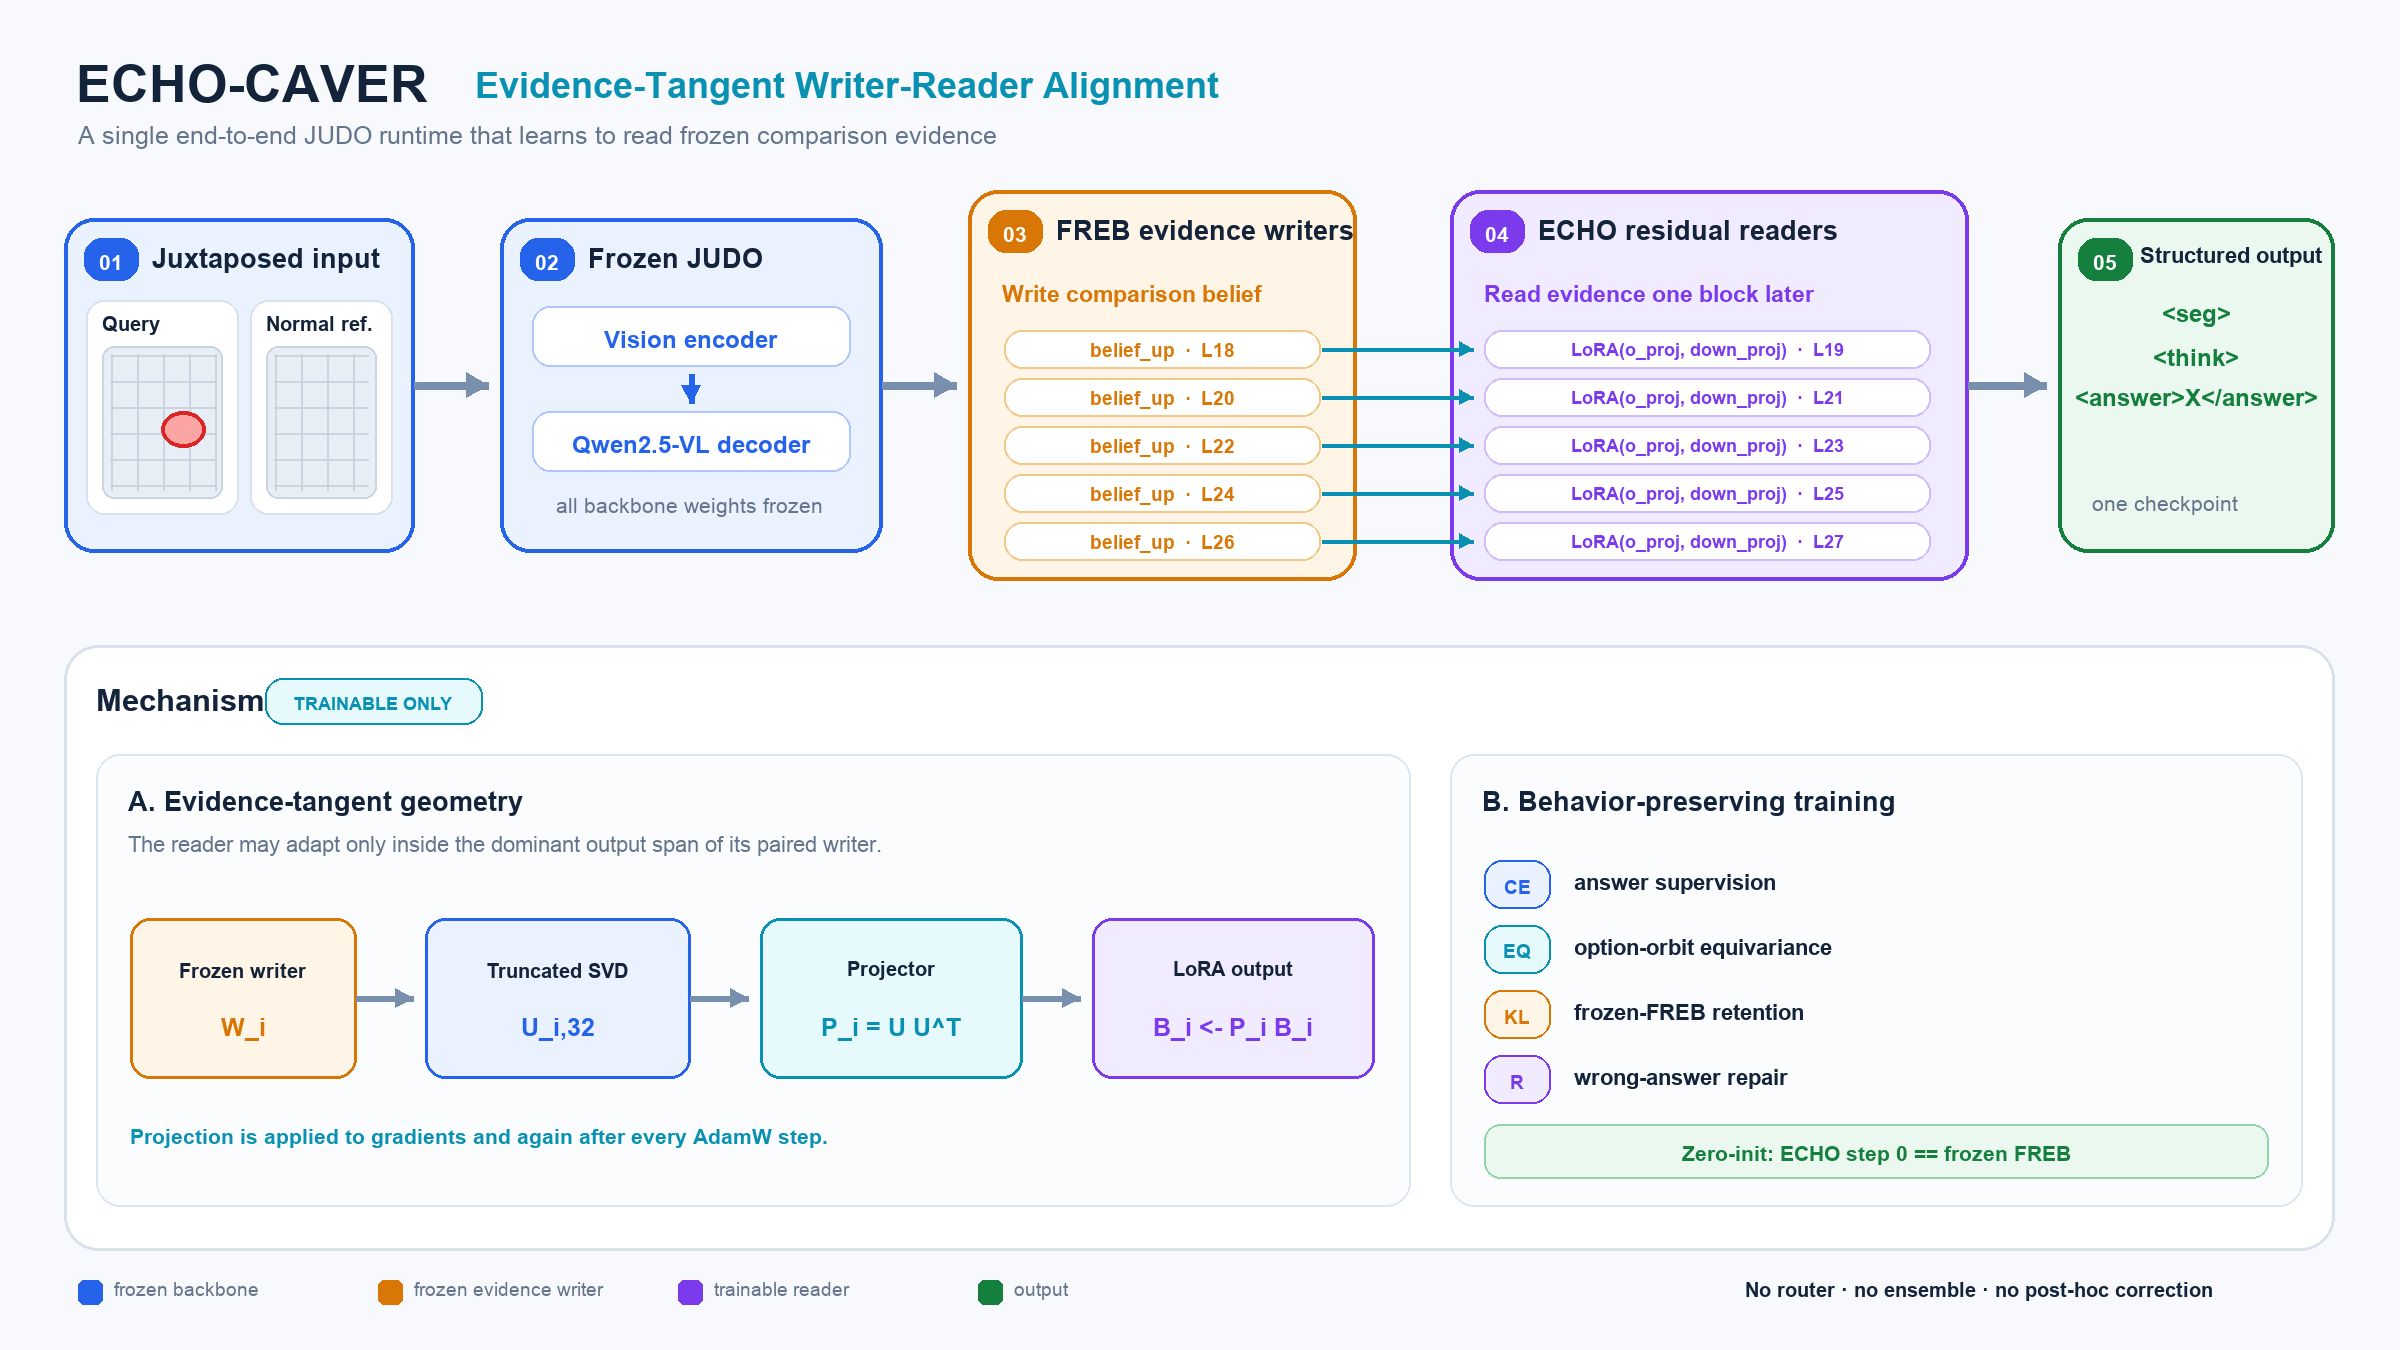 ECHO-CAVER Evidence-Tangent Writer-Reader Alignment
A single end-to-end JUDO runtime that learns to read frozen comparison evidence
01 Juxtaposed input
Query
Normal ref.
02 Frozen JUDO
Vision encoder
Qwen2.5-VL decoder
all backbone weights frozen
03 FREB evidence writers
Write comparison belief
belief_up · L18
belief_up · L20
belief_up · L22
belief_up · L24
belief_up · L26
04 ECHO residual readers
Read evidence one block later
LoRA(o_proj, down_proj) · L19
LoRA(o_proj, down_proj) · L21
LoRA(o_proj, down_proj) · L23
LoRA(o_proj, down_proj) · L25
LoRA(o_proj, down_proj) · L27
05 Structured output
<seg>
<think>
<answer>X</answer>
one checkpoint
Mechanism TRAINABLE ONLY
A. Evidence-tangent geometry
The reader may adapt only inside the dominant output span of its paired writer.
Frozen writer
W_i
Truncated SVD
U_i,32
Projector
P_i = U U^T
LoRA output
B_i <- P_i B_i
Projection is applied to gradients and again after every AdamW step.
B. Behavior-preserving training
CE answer supervision
EQ option-orbit equivariance
KL frozen-FREB retention
R wrong-answer repair
Zero-init: ECHO step 0 == frozen FREB
frozen backbone
frozen evidence writer
trainable reader
output
No router · no ensemble · no post-hoc correction